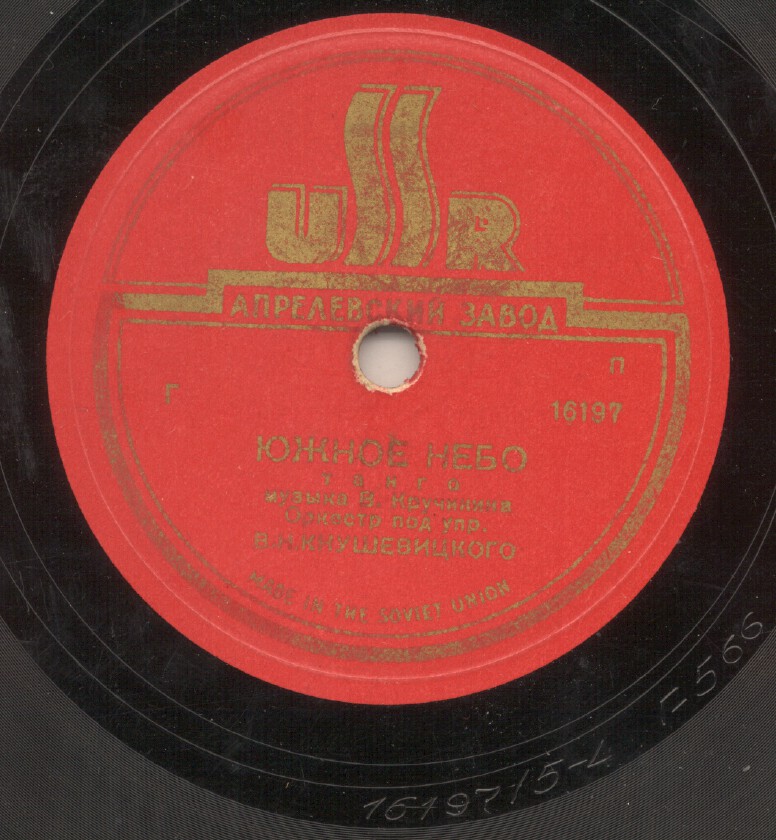 USSR
АПРЕЛЕВСКИЙ ЗАВОД
П
Г 16197
ЮЖНОЕ НЕБО
танго
музыка В. Кручинина
Оркестр под упр.
В.Н.КНУШЕВИЦКОГО
MADE IN THE SOVIET UNION
16197/5-4 Г-566